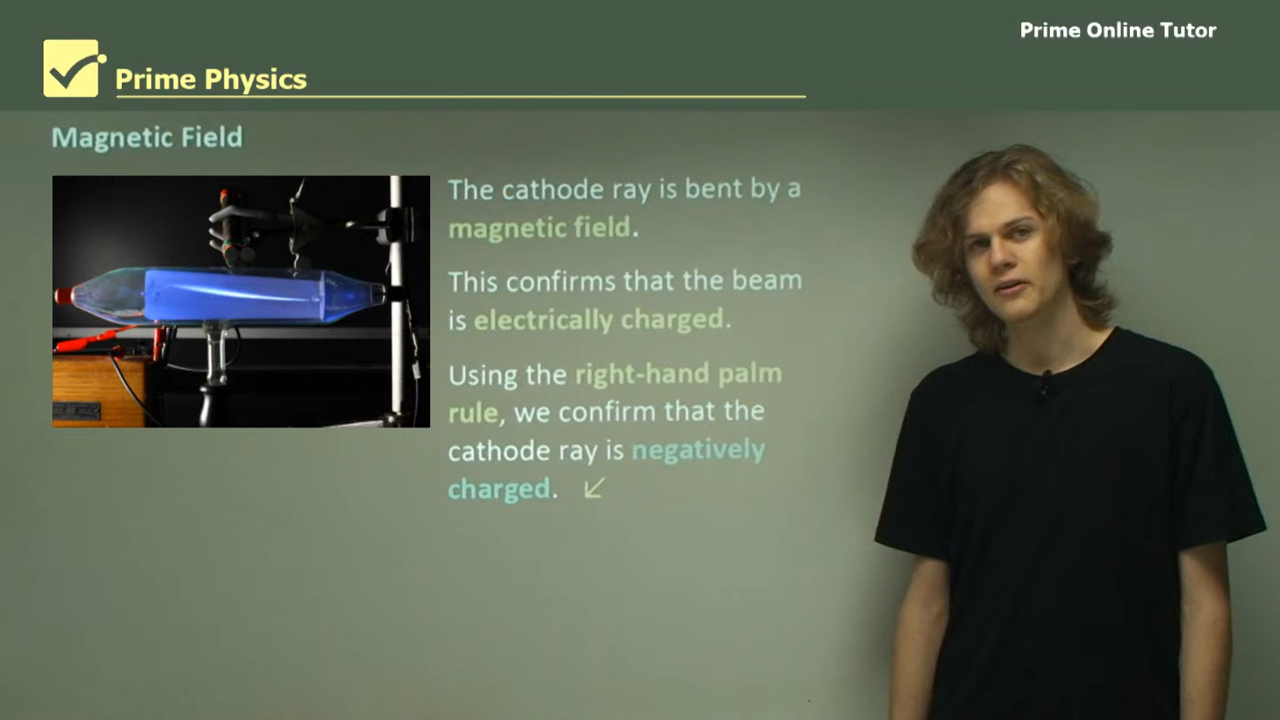 Prime Online Tutor
Prime Physics
Magnetic Field
The cathode ray is bent by a
magnetic field.
This confirms that the beam
is electrically charged.
Using the right-hand palm
rule, we confirm that the
cathode ray is negatively
charged.